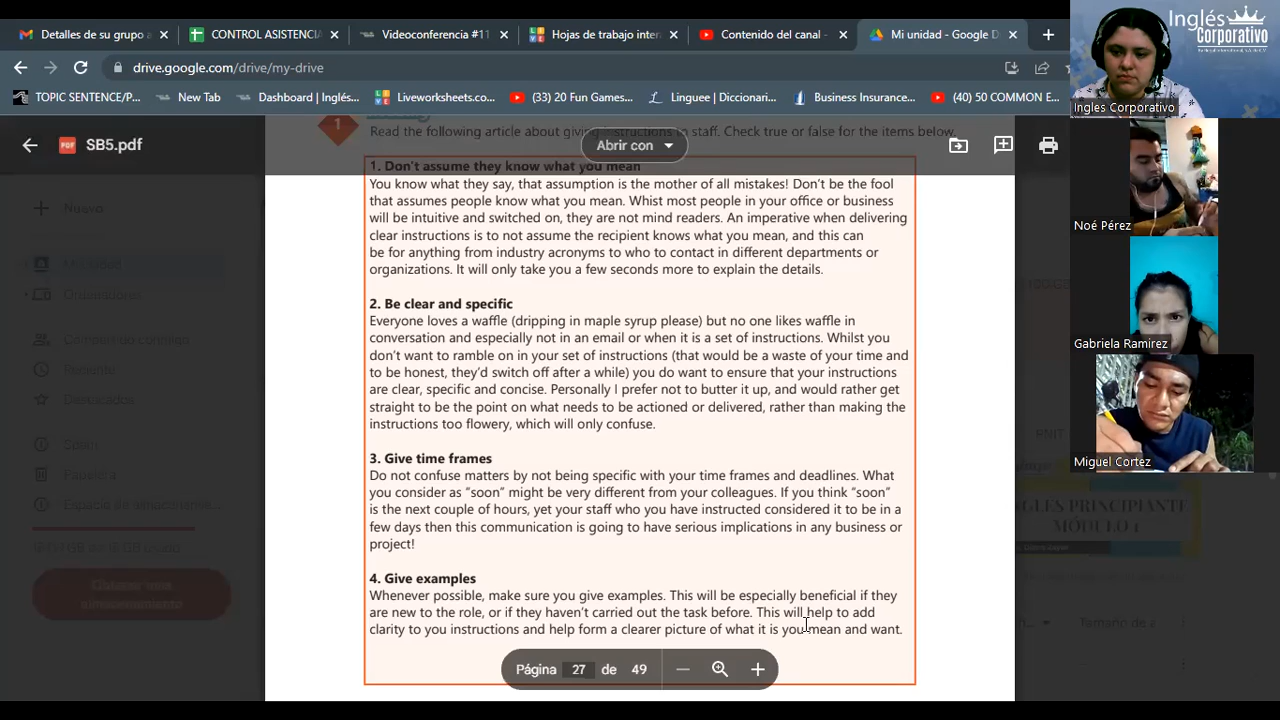 Detalles de su grupo a
CONTROL ASISTENCIA
Videoconferencia #11
Hojas de trabajo inter
Contenido del canal -
Mi unidad - Google D
drive.google.com/drive/my-drive
TOPIC SENTENCE/P...
New Tab
Dashboard | Inglés...
Liveworksheets.co...
(33) 20 Fun Games...
Linguee | Diccionari...
Business Insurance...
(40) 50 COMMON E...
SB5.pdf
Abrir con
1
Read the following article about giving instructions to staff. Check true or false for the items below.
1. Don't assume they know what you mean
You know what they say, that assumption is the mother of all mistakes! Don't be the fool
that assumes people know what you mean. Whist most people in your office or business
will be intuitive and switched on, they are not mind readers. An imperative when delivering
clear instructions is to not assume the recipient knows what you mean, and this can
be for anything from industry acronyms to who to contact in different departments or
organizations. It will only take you a few seconds more to explain the details.
2. Be clear and specific
Everyone loves a waffle (dripping in maple syrup please) but no one likes waffle in
conversation and especially not in an email or when it is a set of instructions. Whilst you
don't want to ramble on in your set of instructions (that would be a waste of your time and
to be honest, they'd switch off after a while) you do want to ensure that your instructions
are clear, specific and concise. Personally I prefer not to butter it up, and would rather get
straight to be the point on what needs to be actioned or delivered, rather than making the
instructions too flowery, which will only confuse.
3. Give time frames
Do not confuse matters by not being specific with your time frames and deadlines. What
you consider as "soon" might be very different from your colleagues. If you think "soon"
is the next couple of hours, yet your staff who you have instructed considered it to be in a
few days then this communication is going to have serious implications in any business or
project!
4. Give examples
Whenever possible, make sure you give examples. This will be especially beneficial if they
are new to the role, or if they haven't carried out the task before. This will help to add
clarity to you instructions and help form a clearer picture of what it is you mean and want.
Página 27 de 49
Nuevo
Compartido conmigo
Reciente
Destacados
Spam
Papelera
INGLÉS PRINCIPIANTE
MÓDULO 1
Tamaño de
Inglés
Corporativo
Ingles Corporativo
Noé Pérez
Gabriela Ramirez
Miguel Cortez